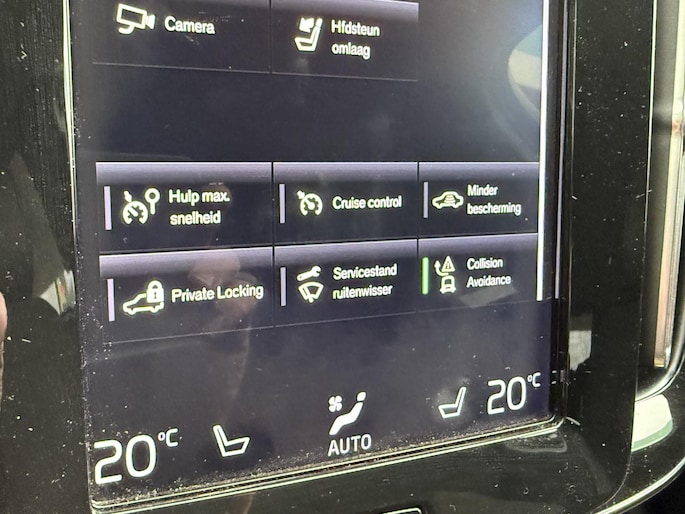 Camera
Hfdsteun
omlaag
Hulp max.
snelheid
Cruise control
Minder
bescherming
Private Locking
Servicestand
ruitenwisser
Collision
Avoidance
20°C
AUTO
20°C